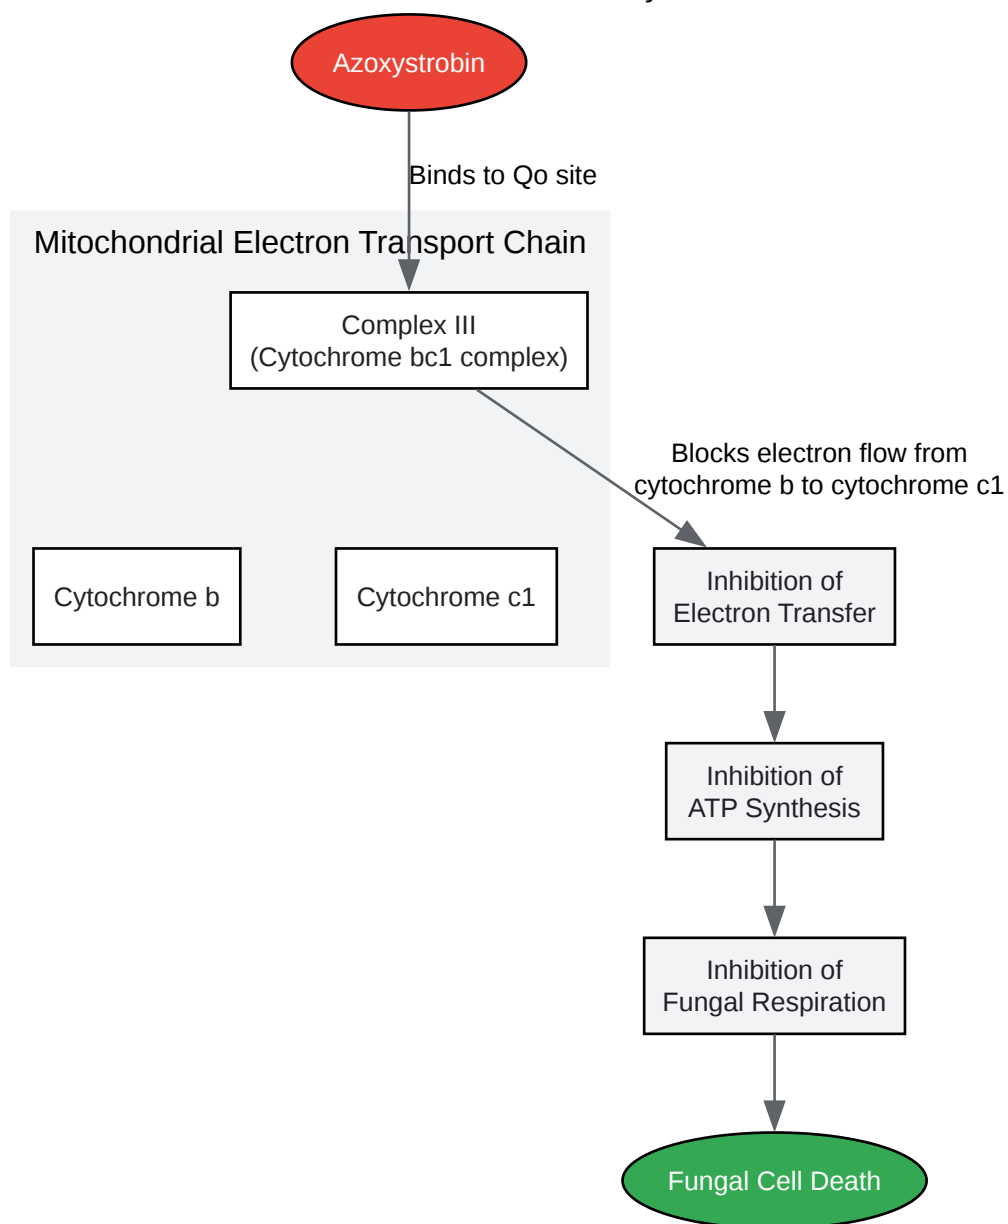 Azoxystrobin
Binds to Qo site
Mitochondrial Electron Transport Chain
Complex III
(Cytochrome bc1 complex)
Blocks electron flow from
cytochrome b to cytochrome c1
Cytochrome b
Cytochrome c1
Inhibition of
Electron Transfer
Inhibition of
ATP Synthesis
Inhibition of
Fungal Respiration
Fungal Cell Death